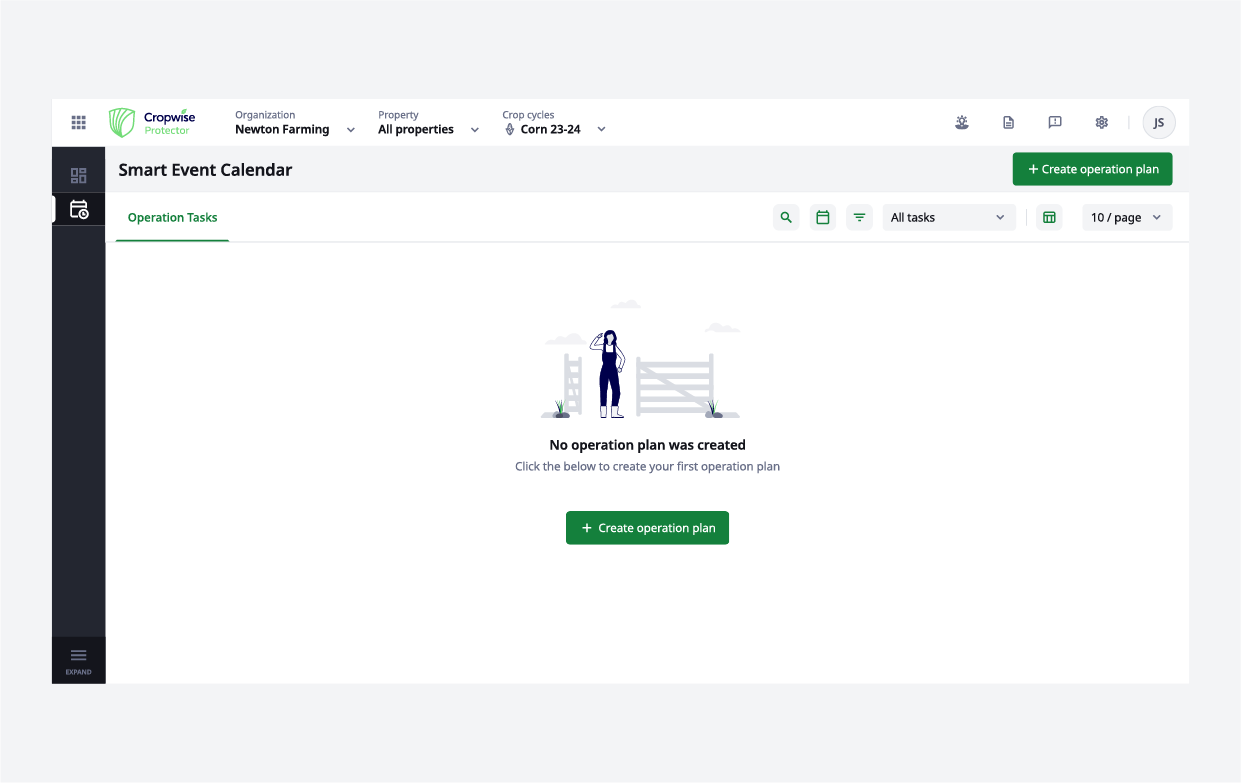 Cropwise
Protector
Organization
Newton Farming
Property
All properties
Crop cycles
Corn 23-24
JS
Smart Event Calendar
+ Create operation plan
Operation Tasks
All tasks
10 / page
No operation plan was created
Click the below to create your first operation plan
+ Create operation plan
EXPAND